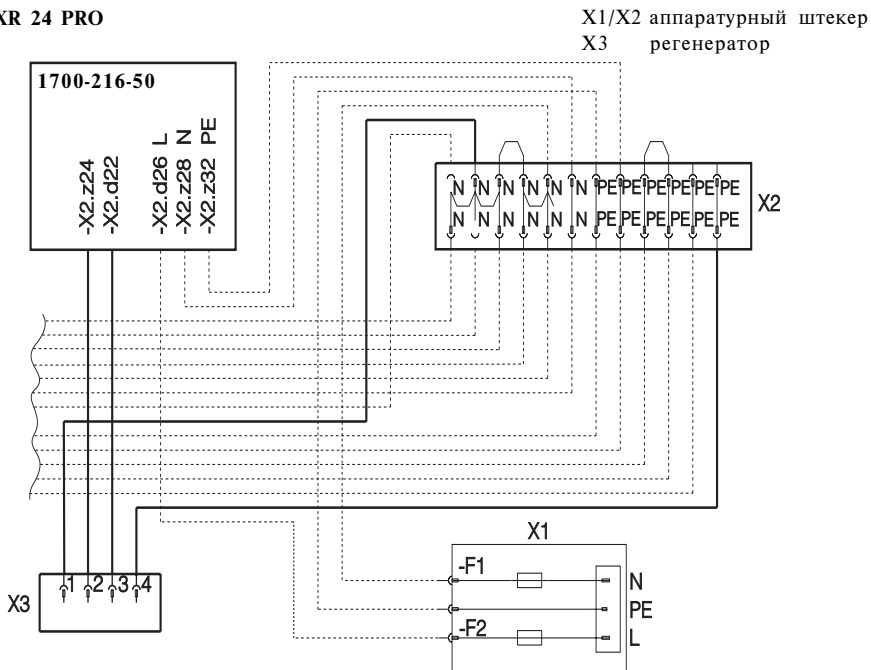 XR 24 PRO
X1/X2 аппаратурный штекер
X3 регенератор
1700-216-50
-X2.z24
-X2.d22
-X2.d26 L
-X2.z28 N
-X2.z32 PE
N N N N N N PE PE PE PE PE PE
N N N N N N PE PE PE PE PE PE
X2
X1
-F1
N
PE
-F2
L
X3
1 2 3 4